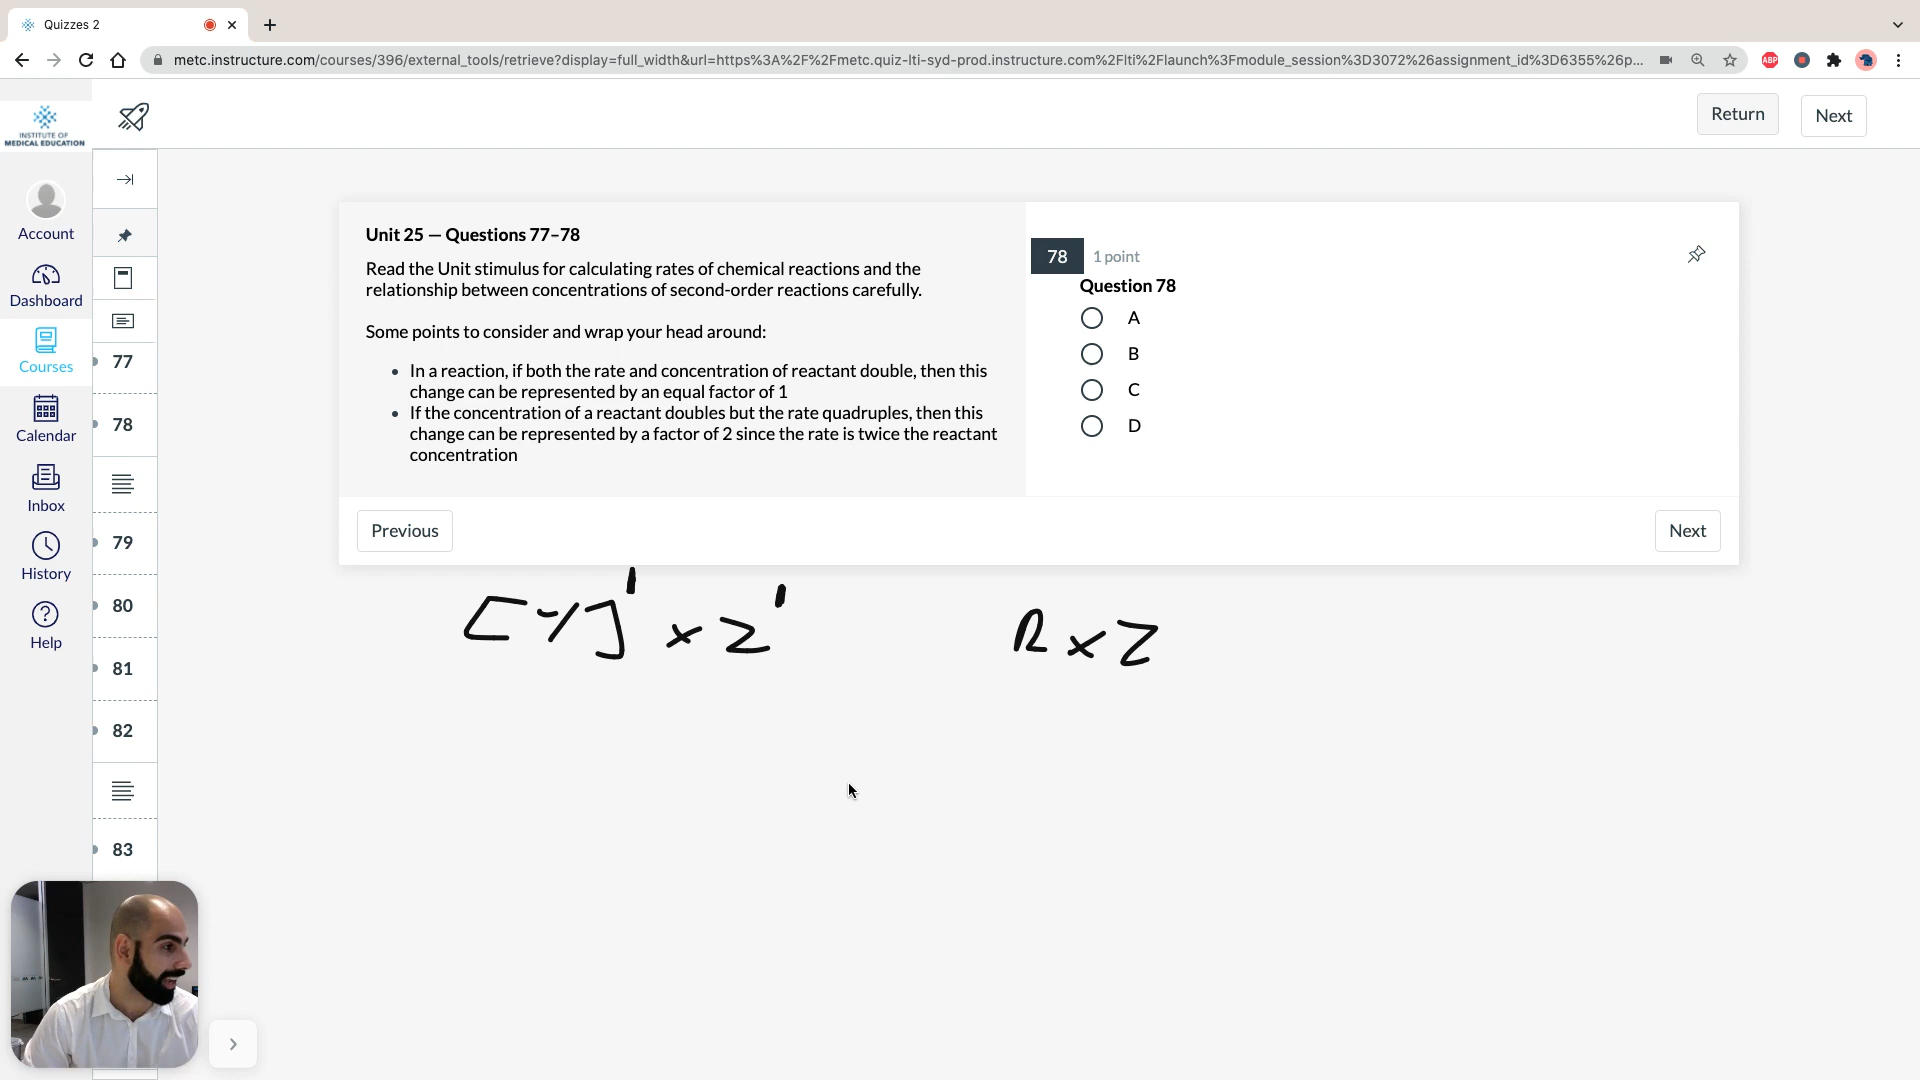 Quizzes 2
metc.instructure.com/courses/396/external_tools/retrieve?display=full_width&url=https%3A%2F%2Fmetc.quiz-lti-syd-prod.instructure.com%2Flti%2Flaunch%3Fmodule_session%3D3072%26assignment_id%3D6355%26p...
ABP
INSTITUTE OF
MEDICAL EDUCATION
Return
Next
Account
Dashboard
Courses
Calendar
Inbox
History
Help
77
78
79
80
81
82
83
Unit 25 — Questions 77–78
Read the Unit stimulus for calculating rates of chemical reactions and the
relationship between concentrations of second-order reactions carefully.
Some points to consider and wrap your head around:
• In a reaction, if both the rate and concentration of reactant double, then this
change can be represented by an equal factor of 1
• If the concentration of a reactant doubles but the rate quadruples, then this
change can be represented by a factor of 2 since the rate is twice the reactant
concentration
78
1 point
Question 78
A
B
C
D
Previous
Next
[Y]¹ × 2¹
R × 2